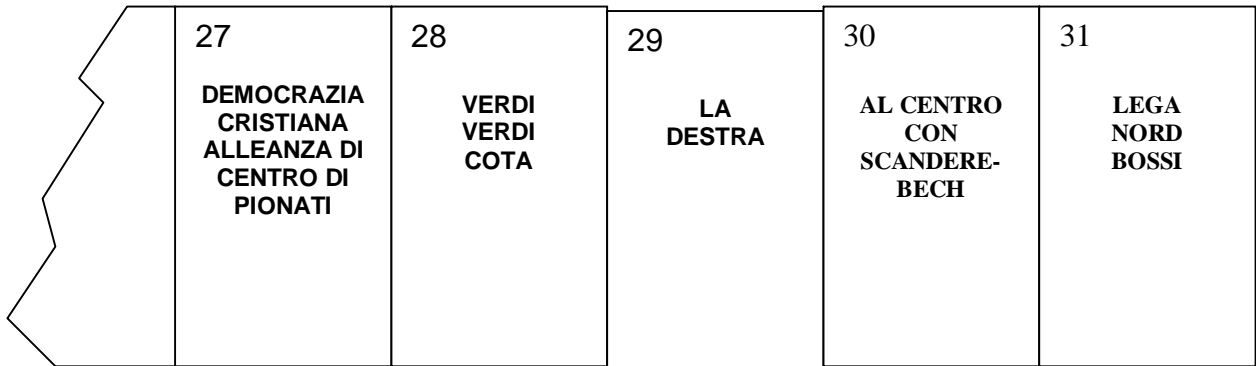 27
DEMOCRAZIA
CRISTIANA
ALLEANZA DI
CENTRO DI
PIONATI
28
VERDI
VERDI
COTA
29
LA
DESTRA
30
AL CENTRO
CON
SCANDERE-
BECH
31
LEGA
NORD
BOSSI